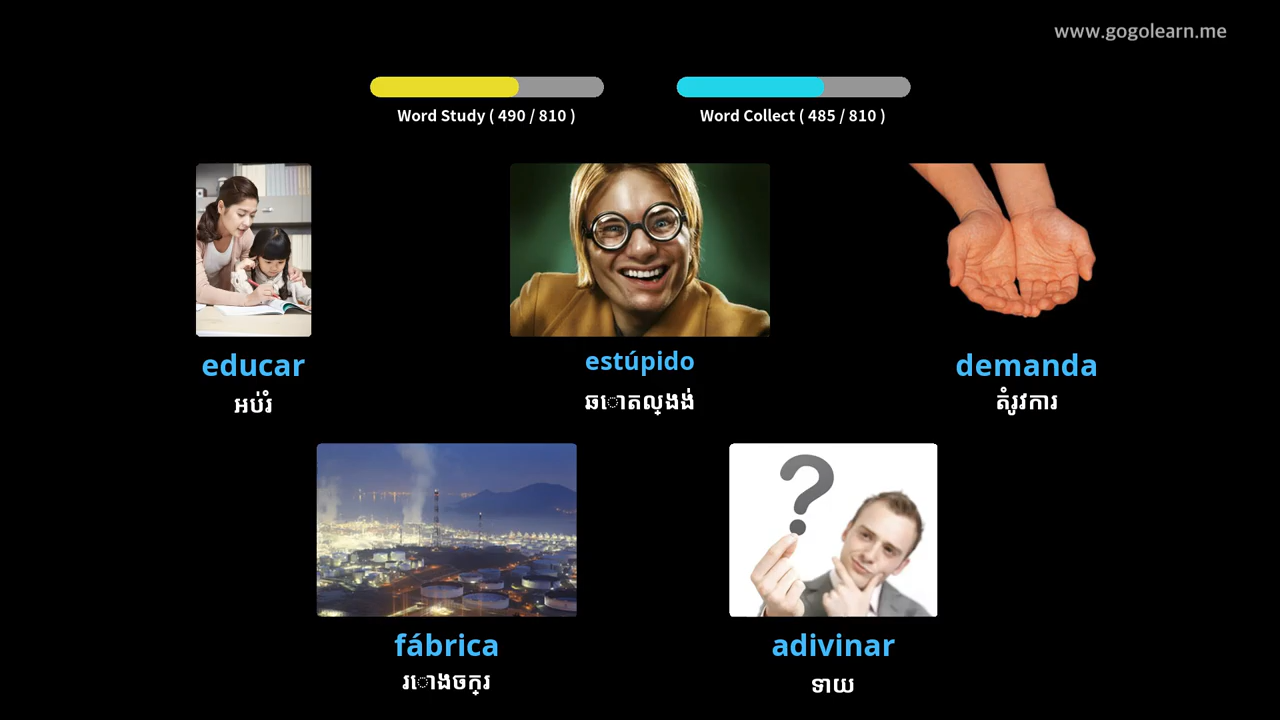 www.gogolearn.me
Word Study ( 490 / 810 )
Word Collect ( 485 / 810 )
educar
អប់រំ
estúpido
ឆោតល្ងង់
demanda
តំរូវការ
fábrica
រោងចក្រ
adivinar
ទាយ